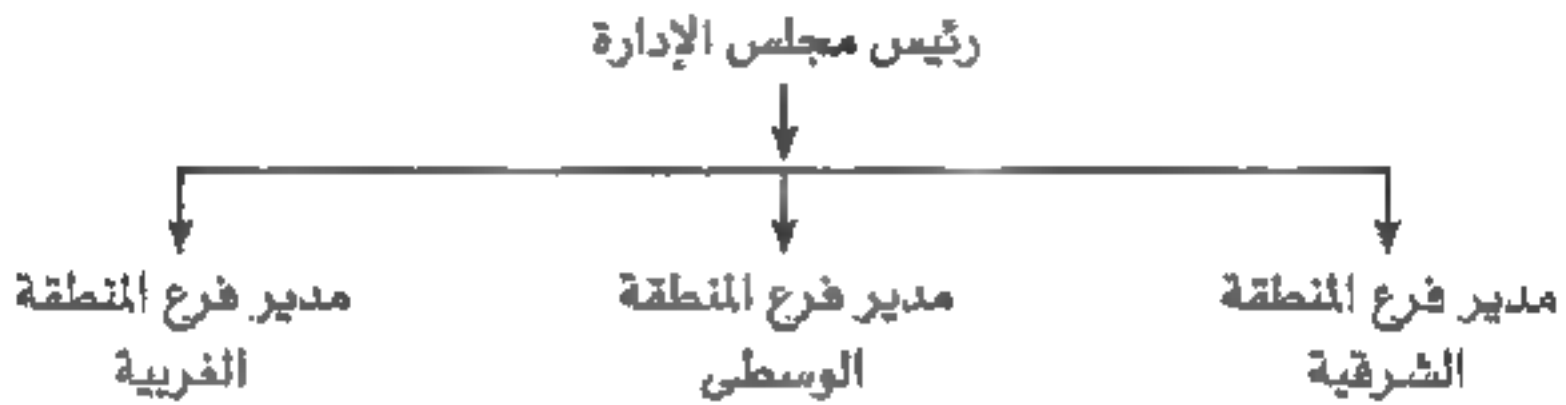 رئيس مجلس الإدارة
مدير فرع المنطقة
الشرقية
مدير فرع المنطقة
الوسطى
مدير فرع المنطقة
الغربية